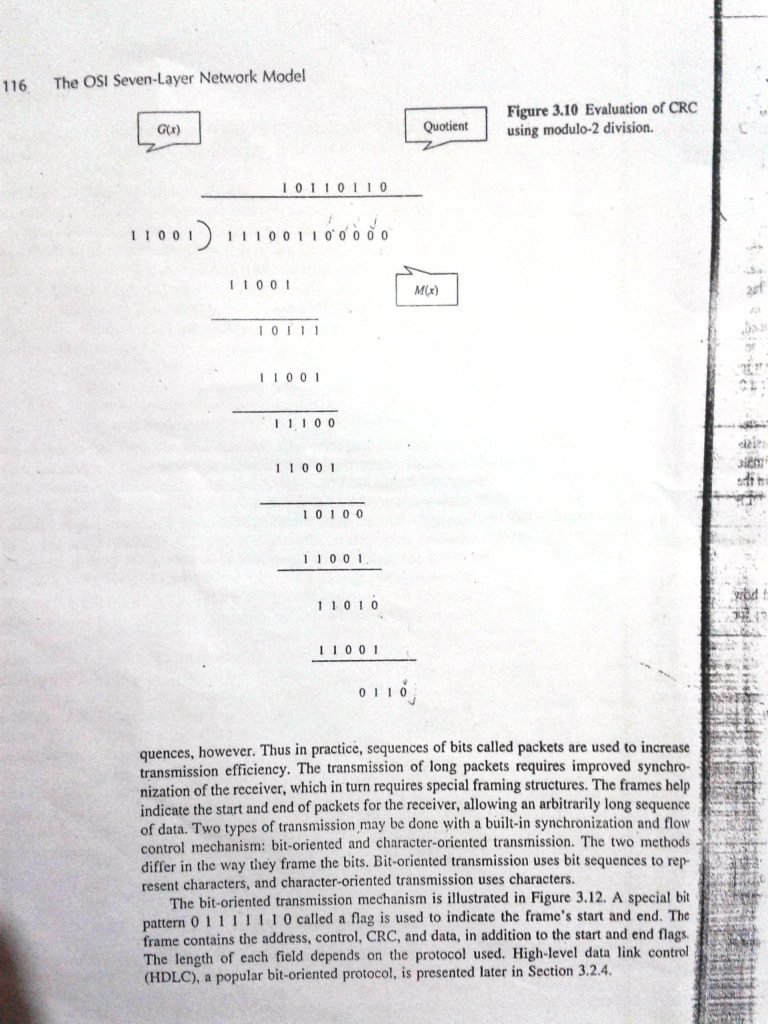 116 The OSI Seven-Layer Network Model
G(x)
Quotient
Figure 3.10 Evaluation of CRC
using modulo-2 division.
1 0 1 1 0 1 1 0
1 1 0 0 1 ) 1 1 1 0 0 1 1 0 0 0 0 0
1 1 0 0 1
M(x)
1 0 1 1 1
1 1 0 0 1
1 1 1 0 0
1 1 0 0 1
1 0 1 0 0
1 1 0 0 1
1 1 0 1 0
1 1 0 0 1
0 1 1 0
quences, however. Thus in practice, sequences of bits called packets are used to increase
transmission efficiency. The transmission of long packets requires improved synchro-
nization of the receiver, which in turn requires special framing structures. The frames help
indicate the start and end of packets for the receiver, allowing an arbitrarily long sequence
of data. Two types of transmission may be done with a built-in synchronization and flow
control mechanism: bit-oriented and character-oriented transmission. The two methods
differ in the way they frame the bits. Bit-oriented transmission uses bit sequences to rep-
resent characters, and character-oriented transmission uses characters.
The bit-oriented transmission mechanism is illustrated in Figure 3.12. A special bit
pattern 0 1 1 1 1 1 1 0 called a flag is used to indicate the frame's start and end. The
frame contains the address, control, CRC, and data, in addition to the start and end flags.
The length of each field depends on the protocol used. High-level data link control
(HDLC), a popular bit-oriented protocol, is presented later in Section 3.2.4.